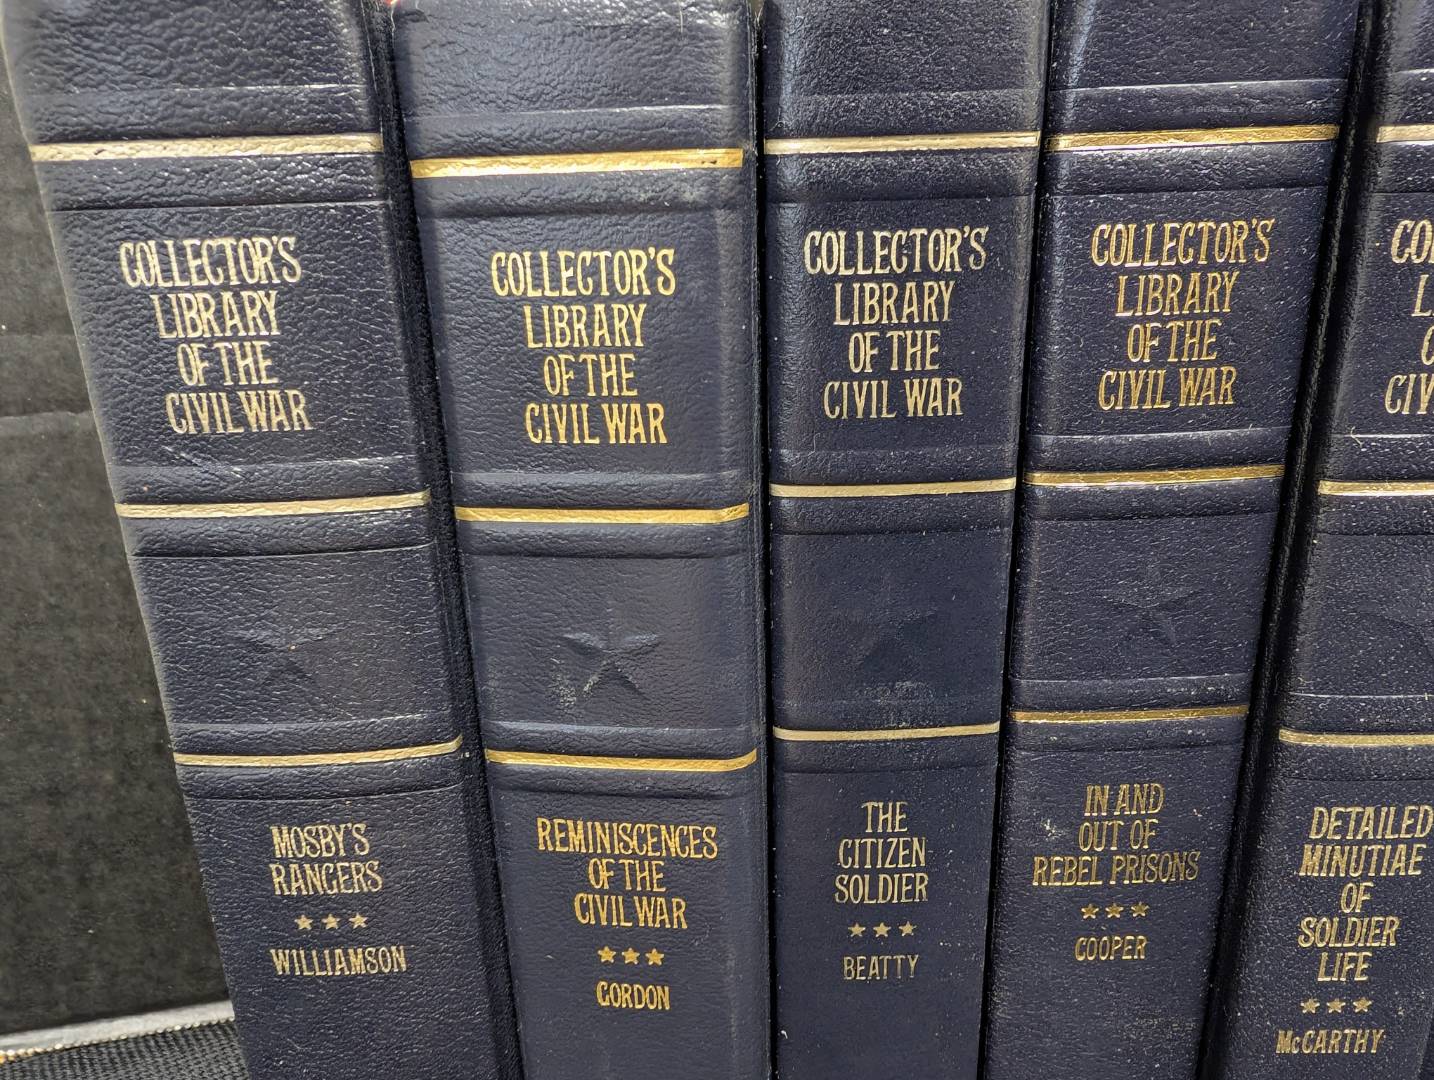 COLLECTOR'S
LIBRARY
OF THE
CIVIL WAR
MOSBY'S
RANGERS
WILLIAMSON
COLLECTOR'S
LIBRARY
OF THE
CIVIL WAR
REMINISCENCES
OF THE
CIVIL WAR
GORDON
COLLECTOR'S
LIBRARY
OF THE
CIVIL WAR
THE
CITIZEN
SOLDIER
BEATTY
COLLECTOR'S
LIBRARY
OF THE
CIVIL WAR
IN AND
OUT OF
REBEL PRISONS
COOPER
DETAILED
MINUTIAE
OF
SOLDIER
LIFE
McCARTHY